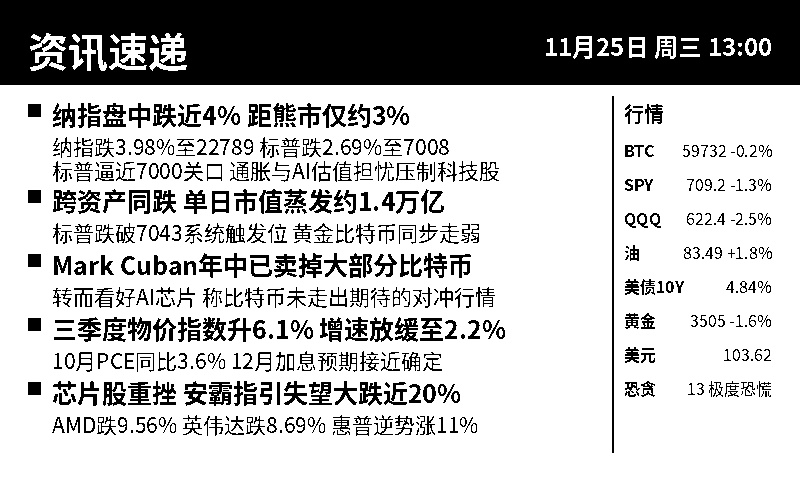 资讯速递
11月25日 周三 13:00
纳指盘中跌近4% 距熊市仅约3%
纳指跌3.98%至22789 标普跌2.69%至7008
标普逼近7000关口 通胀与AI估值担忧压制科技股
跨资产同跌 单日市值蒸发约1.4万亿
标普跌破7043系统触发位 黄金比特币同步走弱
Mark Cuban年中已卖掉大部分比特币
转而看好AI芯片 称比特币未走出期待的对冲行情
三季度物价指数升6.1% 增速放缓至2.2%
10月PCE同比3.6% 12月加息预期接近确定
芯片股重挫 安霸指引失望大跌近20%
AMD跌9.56% 英伟达跌8.69% 惠普逆势涨11%
行情
BTC 59732 -0.2%
SPY 709.2 -1.3%
QQQ 622.4 -2.5%
油 83.49 +1.8%
美债10Y 4.84%
黄金 3505 -1.6%
美元 103.62
恐贪 13 极度恐慌